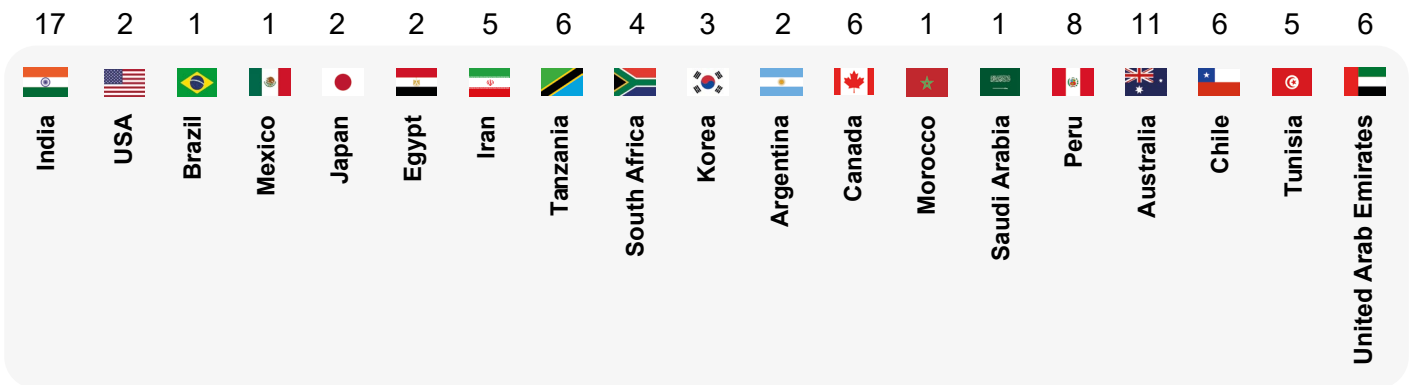 17 2 1 1 2 2 5 6 4 3 2 6 1 1 8 11 6 5 6
India
USA
Brazil
Mexico
Japan
Egypt
Iran
Tanzania
South Africa
Korea
Argentina
Canada
Morocco
Saudi Arabia
Peru
Australia
Chile
Tunisia
United Arab Emirates